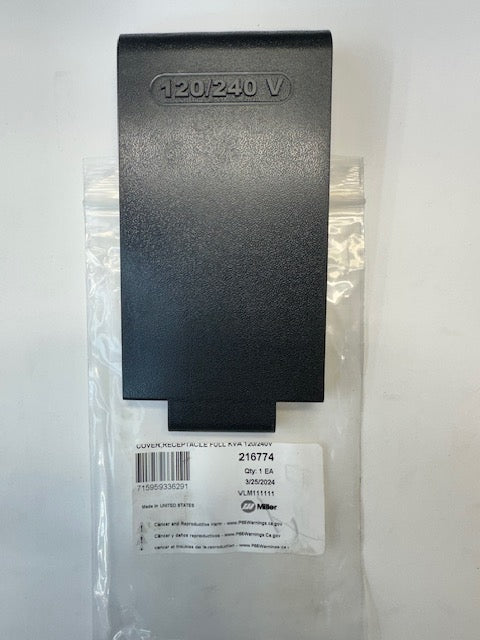 120/240 V
COVER,RECEPTACLE FULL KVA 120/240V
216774
Qty: 1 EA
3/25/2024
715959336291
VLM111111
Made In UNITED STATES
Miller
Cancer and Reproductive Harm - www.P65Warnings.ca.gov
Cáncer y daños reproductivos - www.P65Warnings.Ca.gov
cancer et troubles de la reproduction - www.P65Warnings.ca.